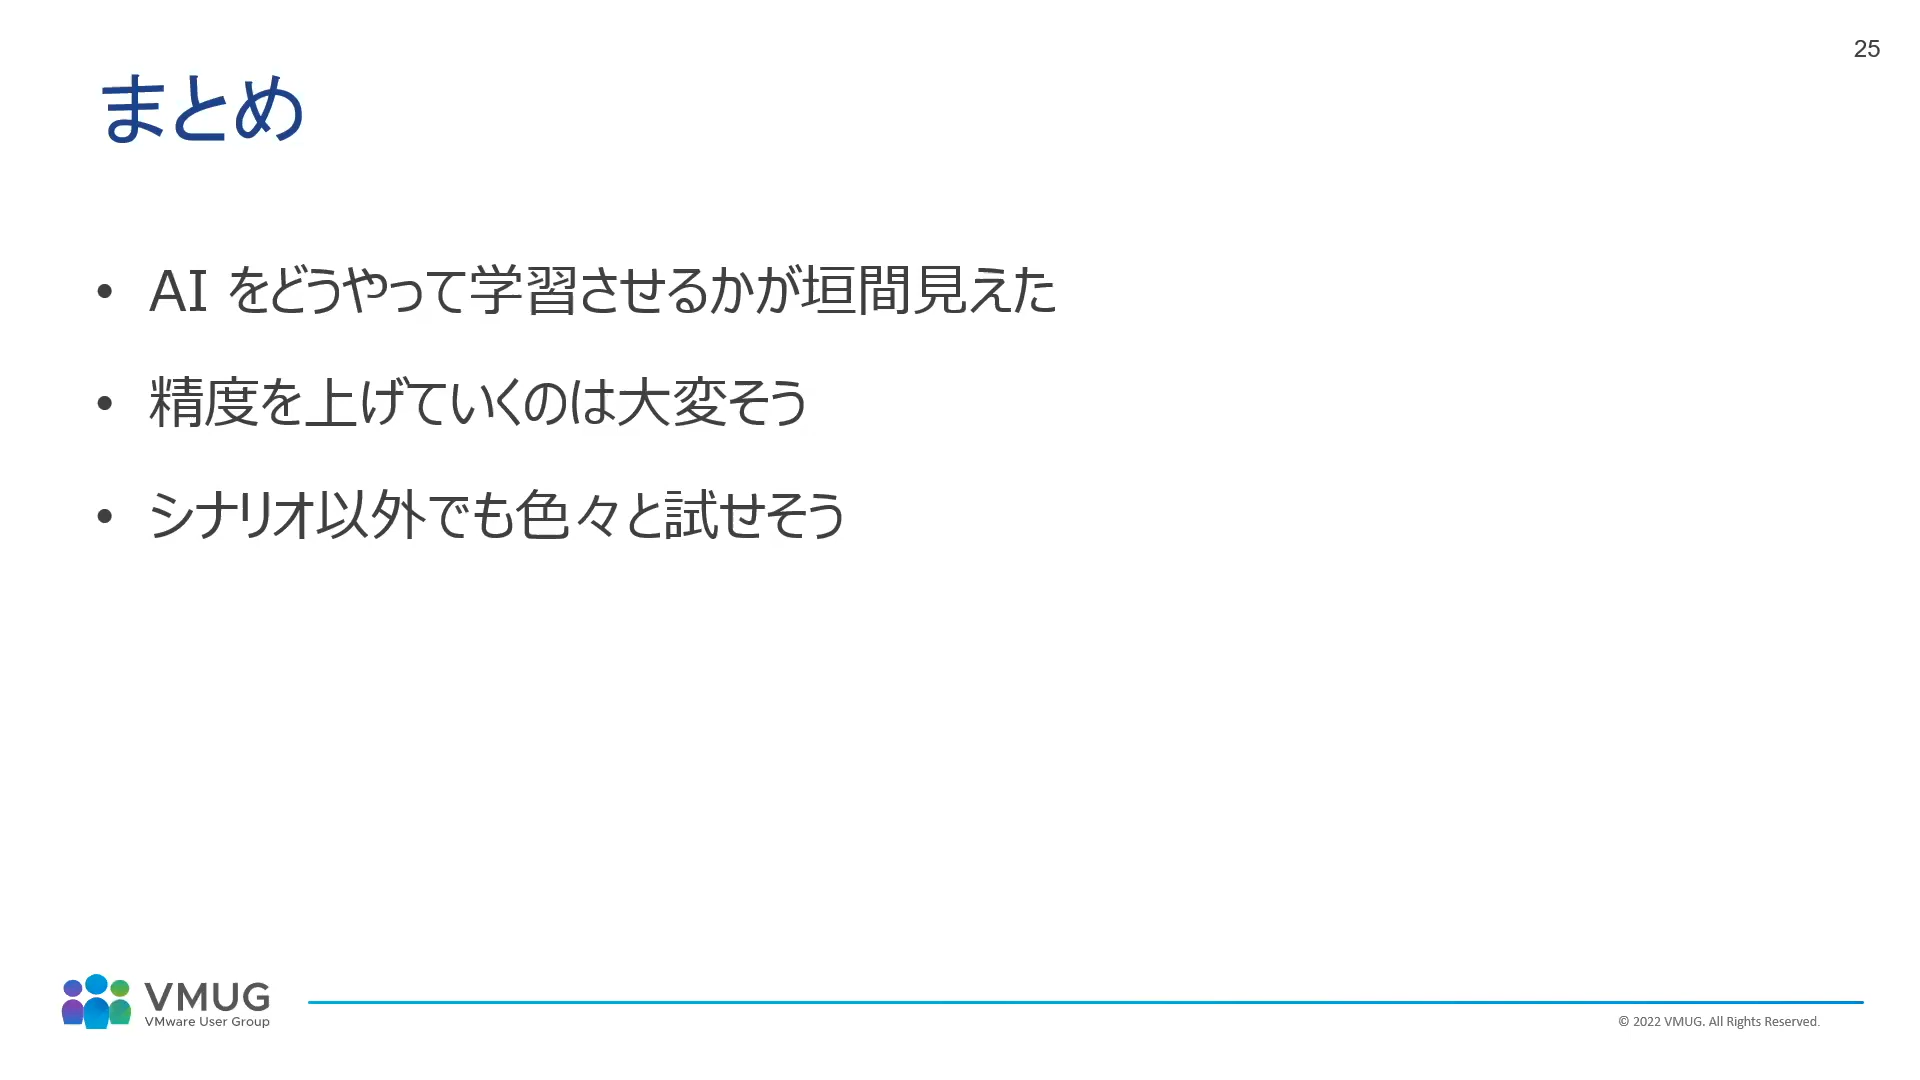 25
まとめ
• AI をどうやって学習させるかが垣間見えた
• 精度を上げていくのは大変そう
• シナリオ以外でも色々と試せそう
VMUG
VMware User Group
© 2022 VMUG. All Rights Reserved.